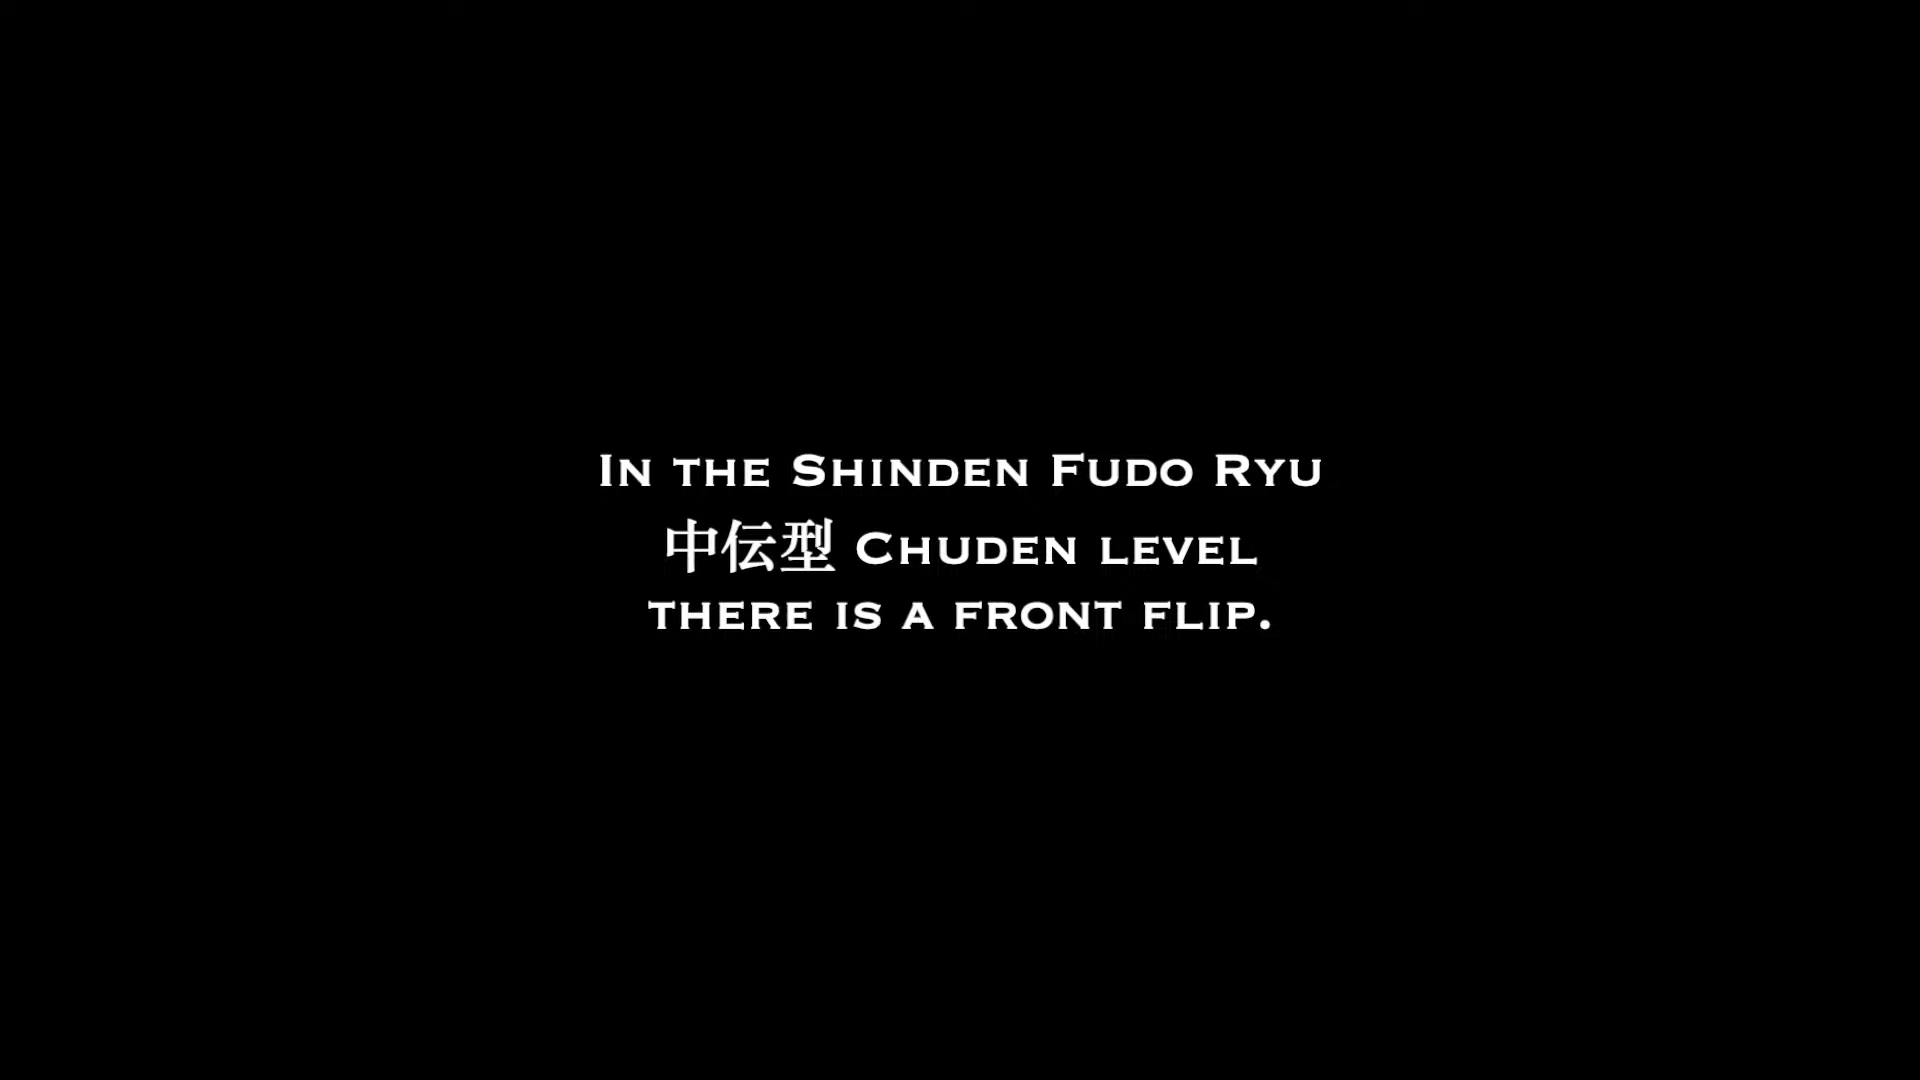 In the Shinden Fudo Ryu
中伝型 Chuden level
there is a front flip.